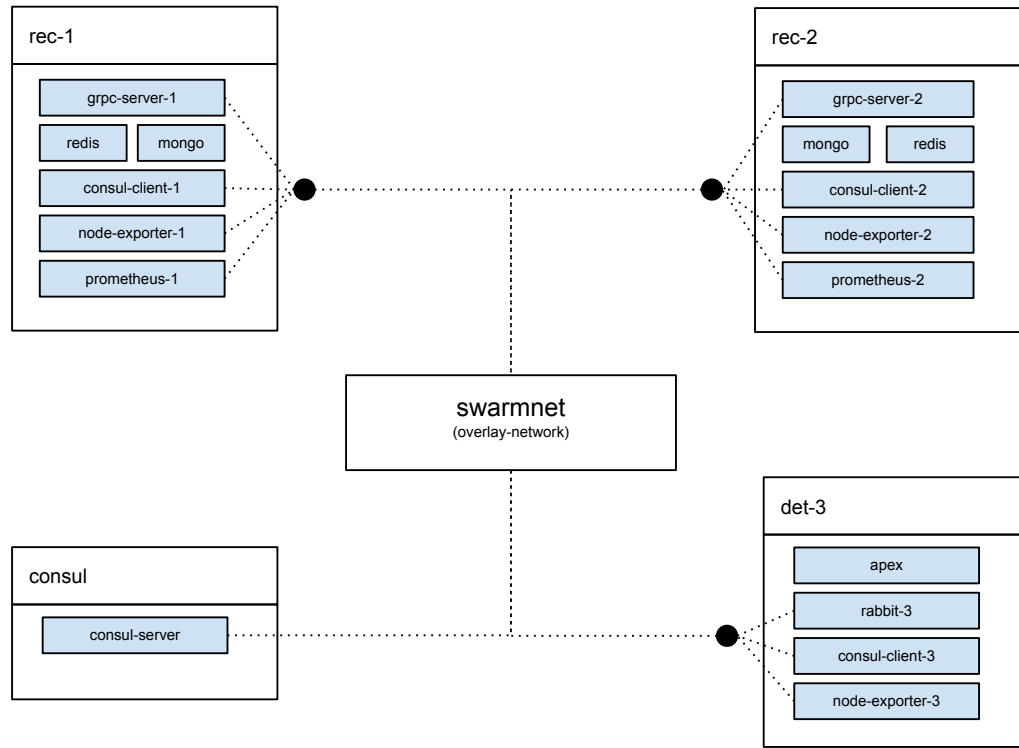 rec-1
grpc-server-1
redis
mongo
consul-client-1
node-exporter-1
prometheus-1
rec-2
grpc-server-2
mongo
redis
consul-client-2
node-exporter-2
prometheus-2
swarmnet
(overlay-network)
consul
consul-server
det-3
apex
rabbit-3
consul-client-3
node-exporter-3